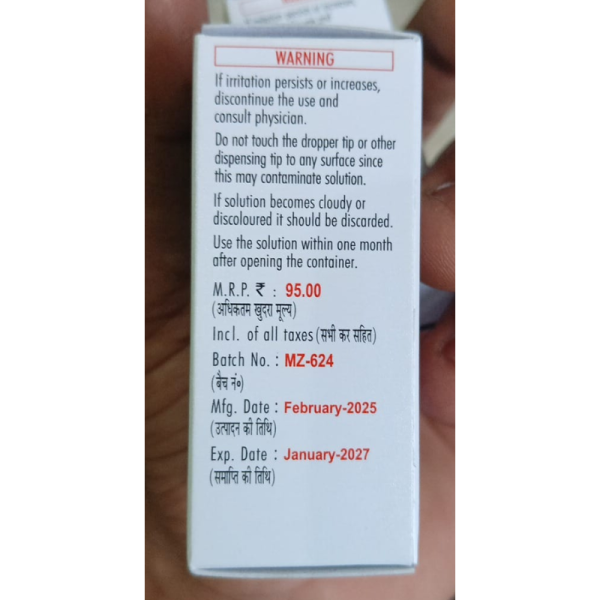 WARNING
If irritation persists or increases,
discontinue the use and
consult physician.
Do not touch the dropper tip or other
dispensing tip to any surface since
this may contaminate solution.
If solution becomes cloudy or
discoloured it should be discarded.
Use the solution within one month
after opening the container.
M.R.P. ₹ : 95.00
(अधिकतम खुदरा मूल्य)
Incl. of all taxes (सभी कर सहित)
Batch No. : MZ-624
(बैच नं॰)
Mfg. Date : February-2025
(उत्पादन की तिथि)
Exp. Date : January-2027
(समाप्ति की तिथि)